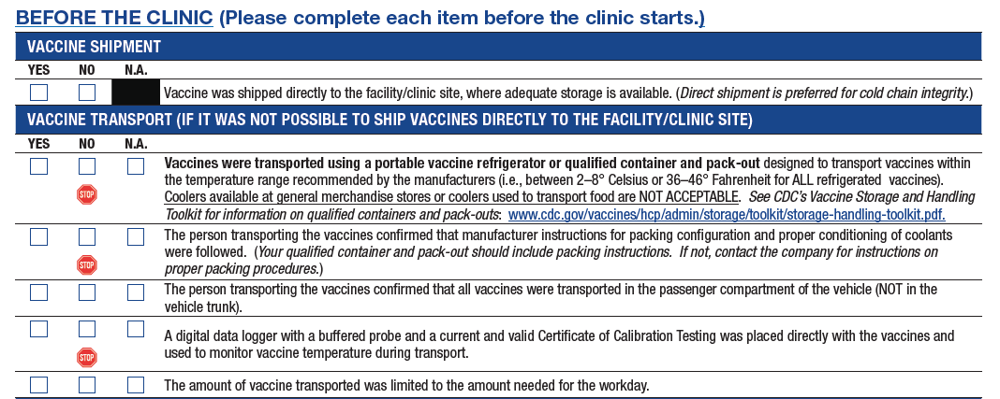 BEFORE THE CLINIC (Please complete each item before the clinic starts.)
VACCINE SHIPMENT
YES NO N.A.
Vaccine was shipped directly to the facility/clinic site, where adequate storage is available. (Direct shipment is preferred for cold chain integrity.)
VACCINE TRANSPORT (IF IT WAS NOT POSSIBLE TO SHIP VACCINES DIRECTLY TO THE FACILITY/CLINIC SITE)
YES NO N.A.
Vaccines were transported using a portable vaccine refrigerator or qualified container and pack-out designed to transport vaccines within
the temperature range recommended by the manufacturers (i.e., between 2–8° Celsius or 36–46° Fahrenheit for ALL refrigerated vaccines).
STOP
Coolers available at general merchandise stores or coolers used to transport food are NOT ACCEPTABLE. See CDC's Vaccine Storage and Handling
Toolkit for information on qualified containers and pack-outs: www.cdc.gov/vaccines/hcp/admin/storage/toolkit/storage-handling-toolkit.pdf.
The person transporting the vaccines confirmed that manufacturer instructions for packing configuration and proper conditioning of coolants
were followed. (Your qualified container and pack-out should include packing instructions. If not, contact the company for instructions on
STOP
proper packing procedures.)
The person transporting the vaccines confirmed that all vaccines were transported in the passenger compartment of the vehicle (NOT in the
vehicle trunk).
A digital data logger with a buffered probe and a current and valid Certificate of Calibration Testing was placed directly with the vaccines and
used to monitor vaccine temperature during transport.
STOP
The amount of vaccine transported was limited to the amount needed for the workday.